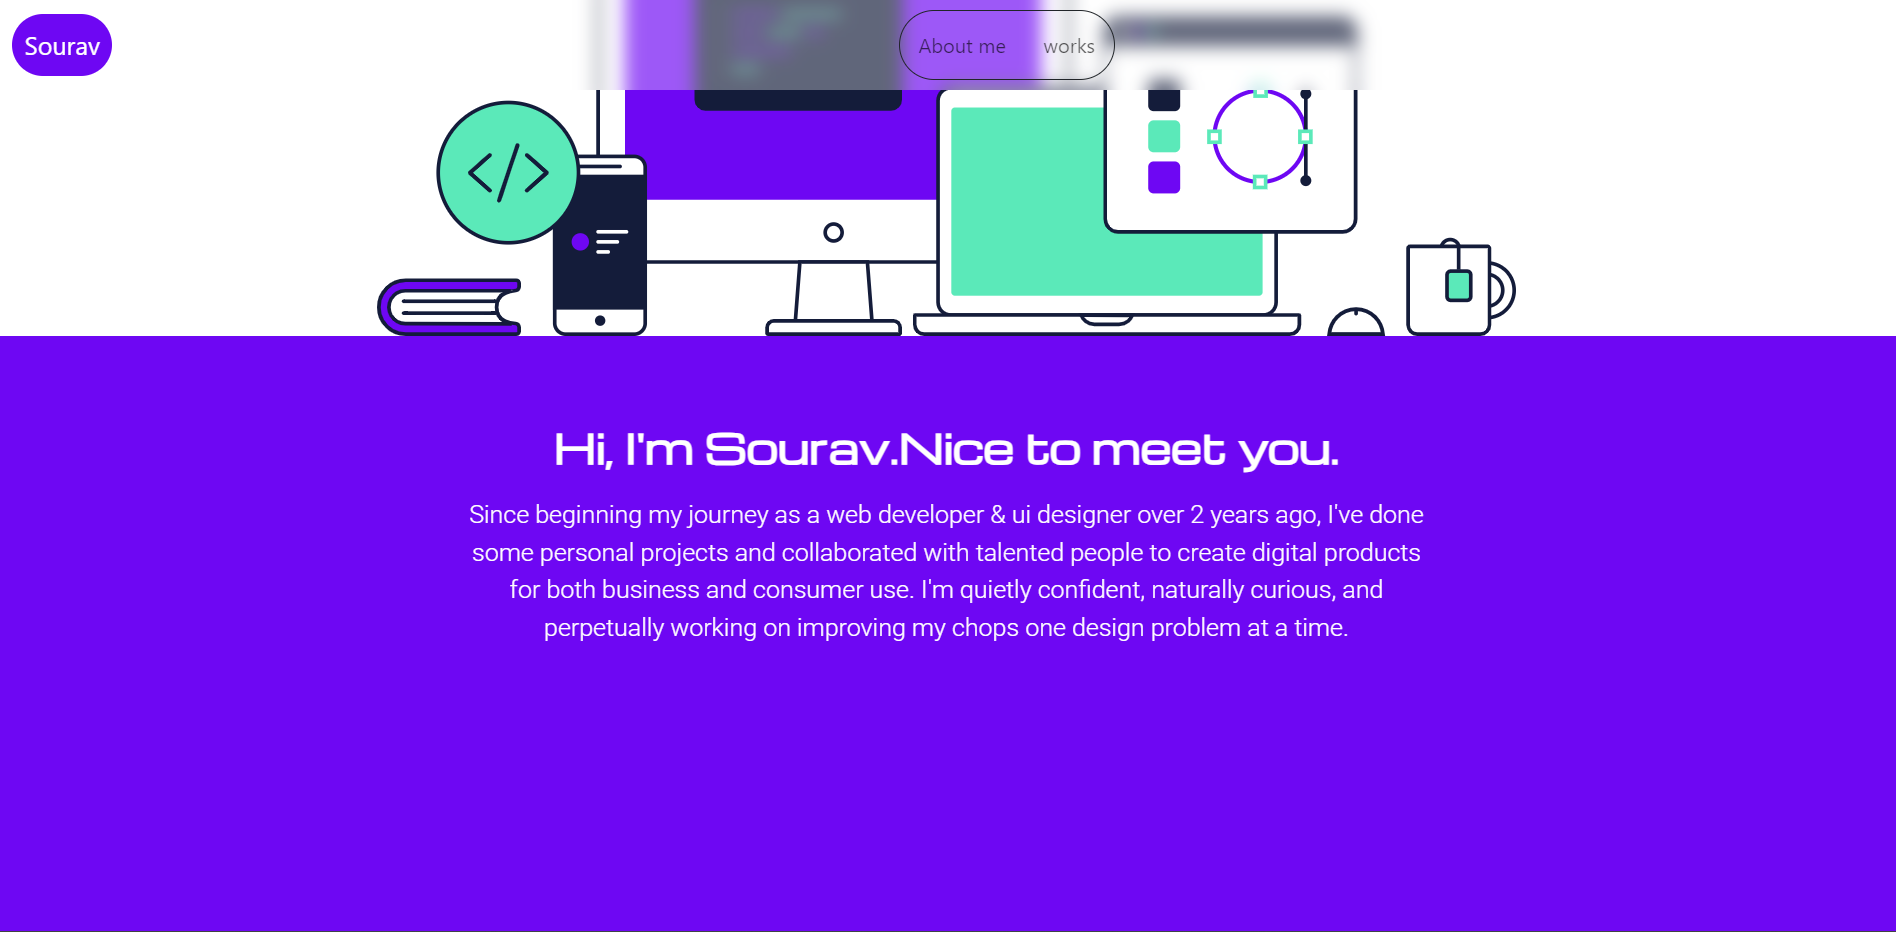 Sourav
About me
works
</>
Hi, I'm Sourav.Nice to meet you.
Since beginning my journey as a web developer & ui designer over 2 years ago, I've done
some personal projects and collaborated with talented people to create digital products
for both business and consumer use. I'm quietly confident, naturally curious, and
perpetually working on improving my chops one design problem at a time.